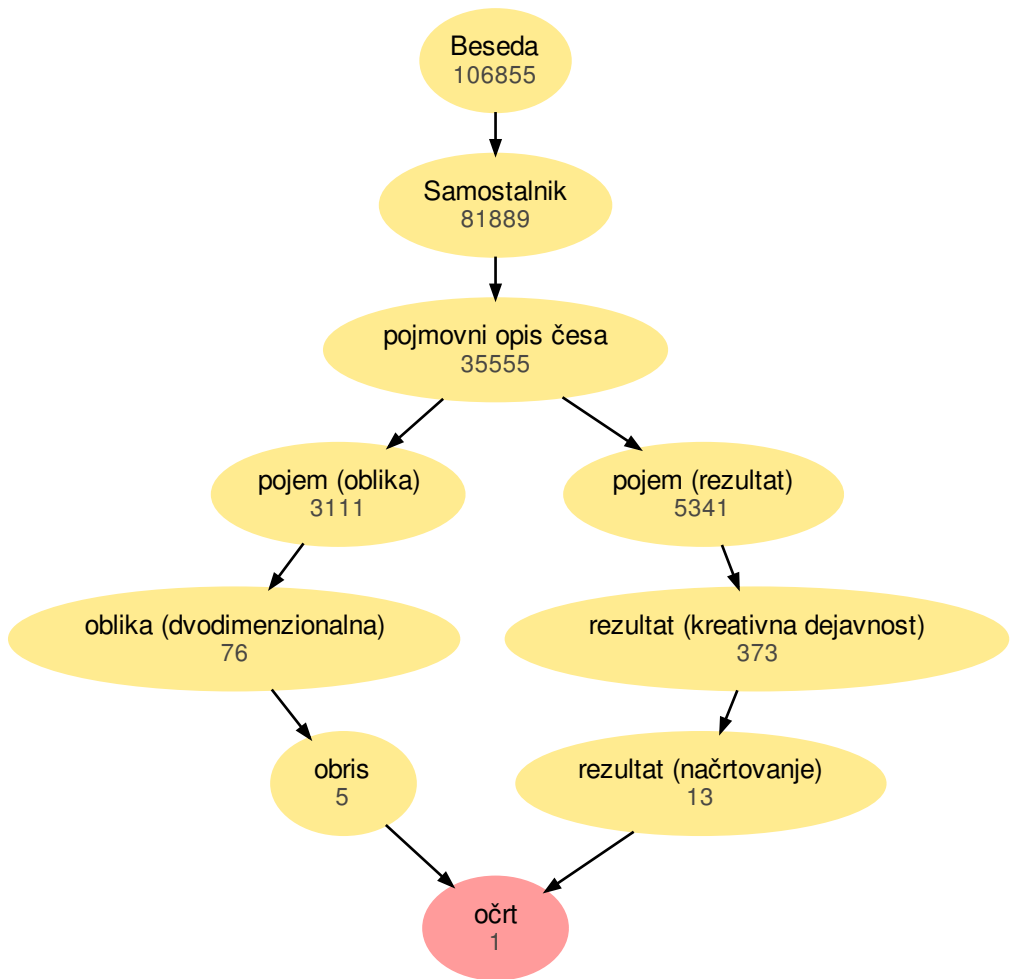 Beseda
106855
Samostalnik
81889
pojmovni opis česa
35555
pojem (oblika)
3111
pojem (rezultat)
5341
oblika (dvodimenzionalna)
76
rezultat (kreativna dejavnost)
373
obris
5
rezultat (načrtovanje)
13
očrt
1